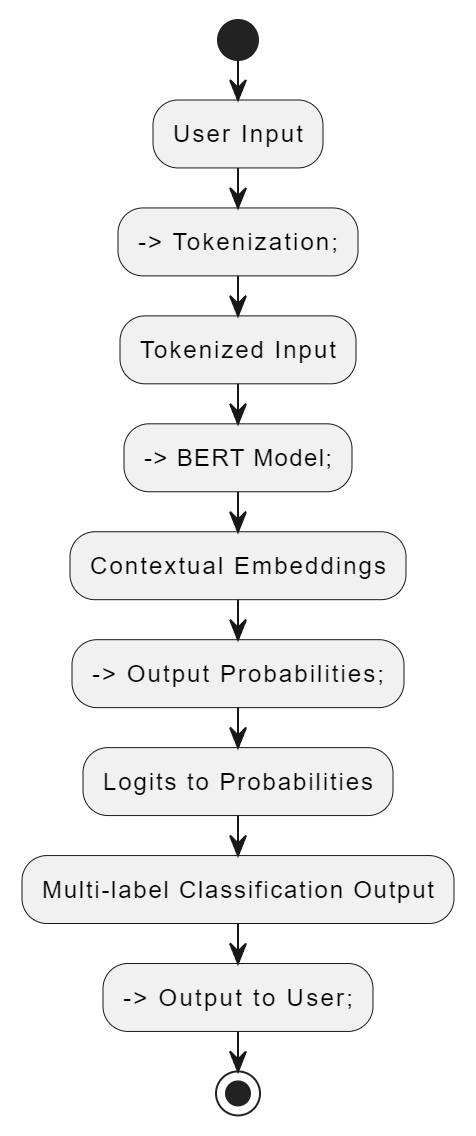 User Input
-> Tokenization;
Tokenized Input
-> BERT Model;
Contextual Embeddings
-> Output Probabilities;
Logits to Probabilities
Multi-label Classification Output
-> Output to User;